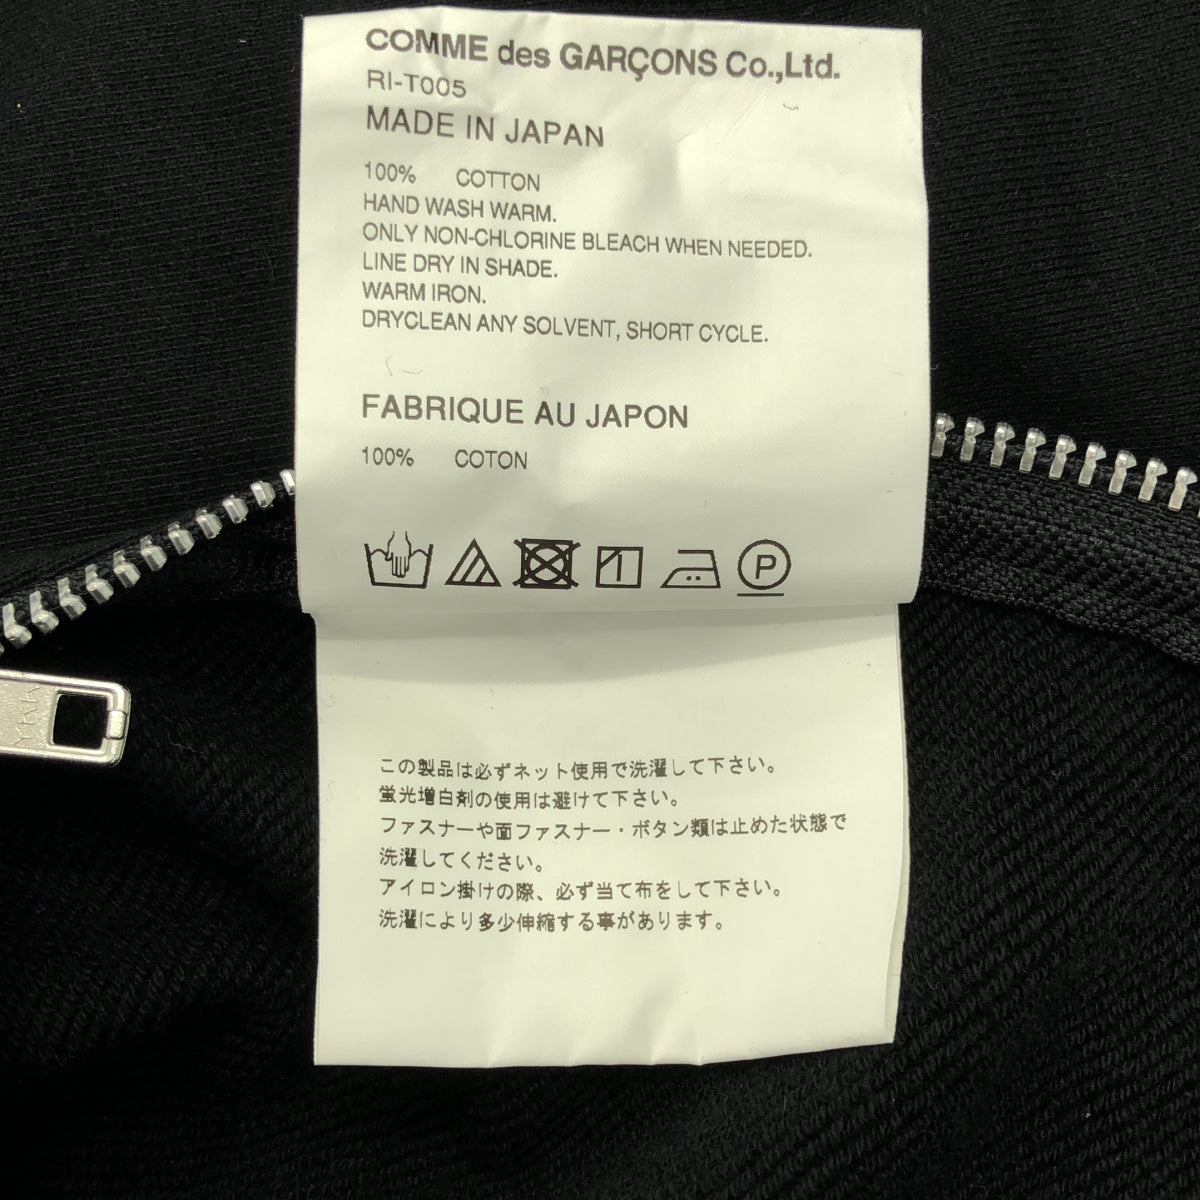 COMME des GARÇONS Co.,Ltd.
RI-T005
MADE IN JAPAN
100% COTTON
HAND WASH WARM.
ONLY NON-CHLORINE BLEACH WHEN NEEDED.
LINE DRY IN SHADE.
WARM IRON.
DRYCLEAN ANY SOLVENT, SHORT CYCLE.
FABRIQUE AU JAPON
100% COTON
P
YKK
この製品は必ずネット使用で洗濯して下さい。
蛍光増白剤の使用は避けて下さい。
ファスナーや面ファスナー・ボタン類は止めた状態で
洗濯してください。
アイロン掛けの際、必ず当て布をして下さい。
洗濯により多少伸縮する事があります。